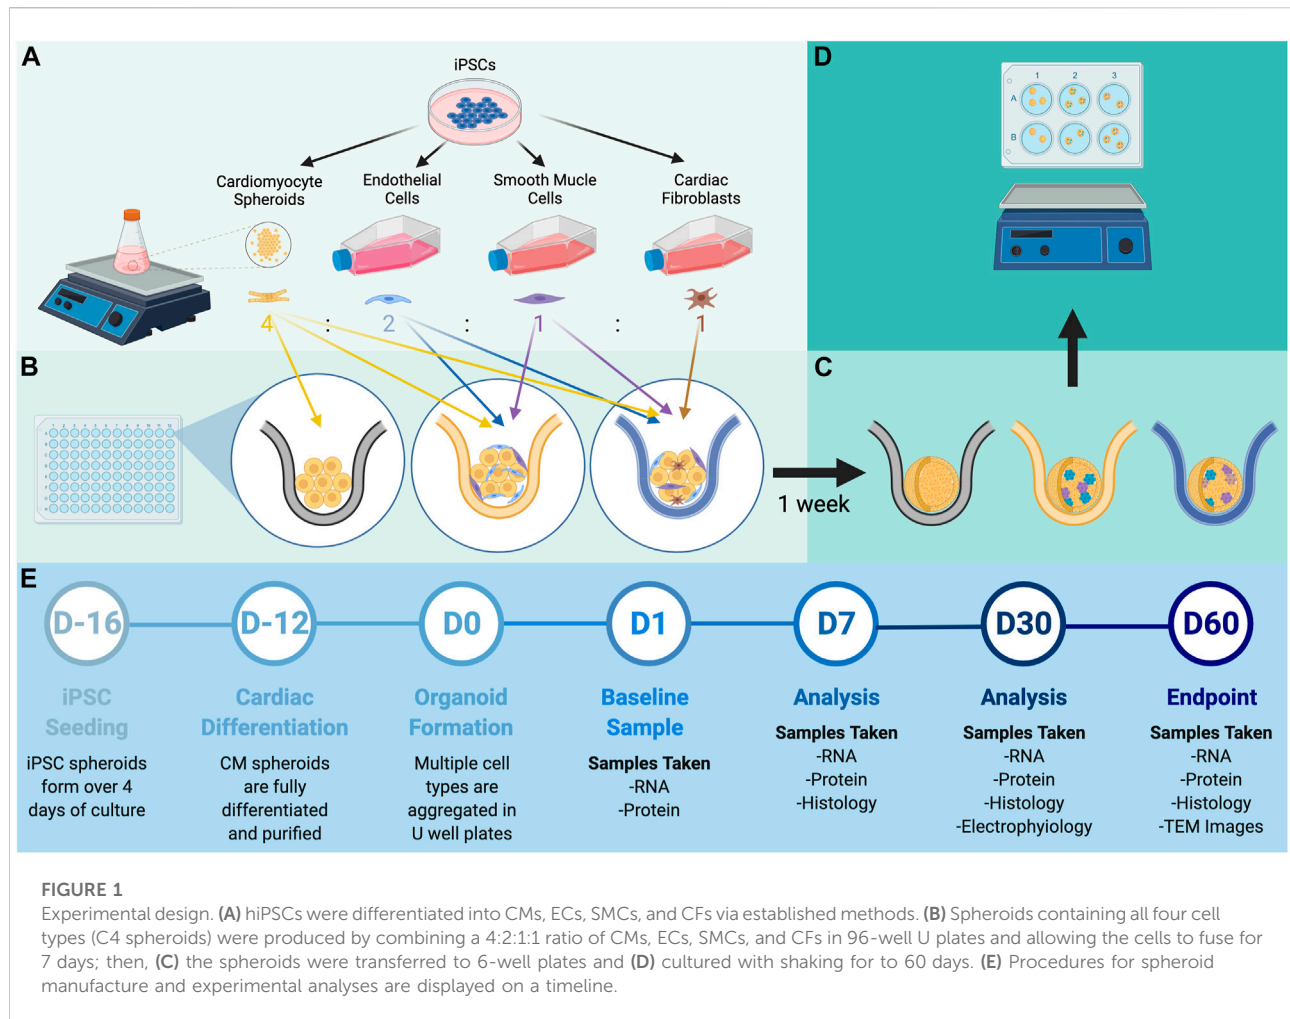 A
iPSCs
Cardiomyocyte
Spheroids
Endothelial
Cells
Smooth Mucle
Cells
Cardiac
Fibroblasts
4 : 2 : 1 : 1
B
1 week
C
D
1 2 3
A
B
E
D-16
iPSC
Seeding
iPSC spheroids
form over 4
days of culture
D-12
Cardiac
Differentiation
CM spheroids
are fully
differentiated
and purified
D0
Organoid
Formation
Multiple cell
types are
aggregated in
U well plates
D1
Baseline
Sample
Samples Taken
-RNA
-Protein
D7
Analysis
Samples Taken
-RNA
-Protein
-Histology
D30
Analysis
Samples Taken
-RNA
-Protein
-Histology
-Electrophyiology
D60
Endpoint
Samples Taken
-RNA
-Protein
-Histology
-TEM Images
FIGURE 1
Experimental design. (A) hiPSCs were differentiated into CMs, ECs, SMCs, and CFs via established methods. (B) Spheroids containing all four cell
types (C4 spheroids) were produced by combining a 4:2:1:1 ratio of CMs, ECs, SMCs, and CFs in 96-well U plates and allowing the cells to fuse for
7 days; then, (C) the spheroids were transferred to 6-well plates and (D) cultured with shaking for to 60 days. (E) Procedures for spheroid
manufacture and experimental analyses are displayed on a timeline.